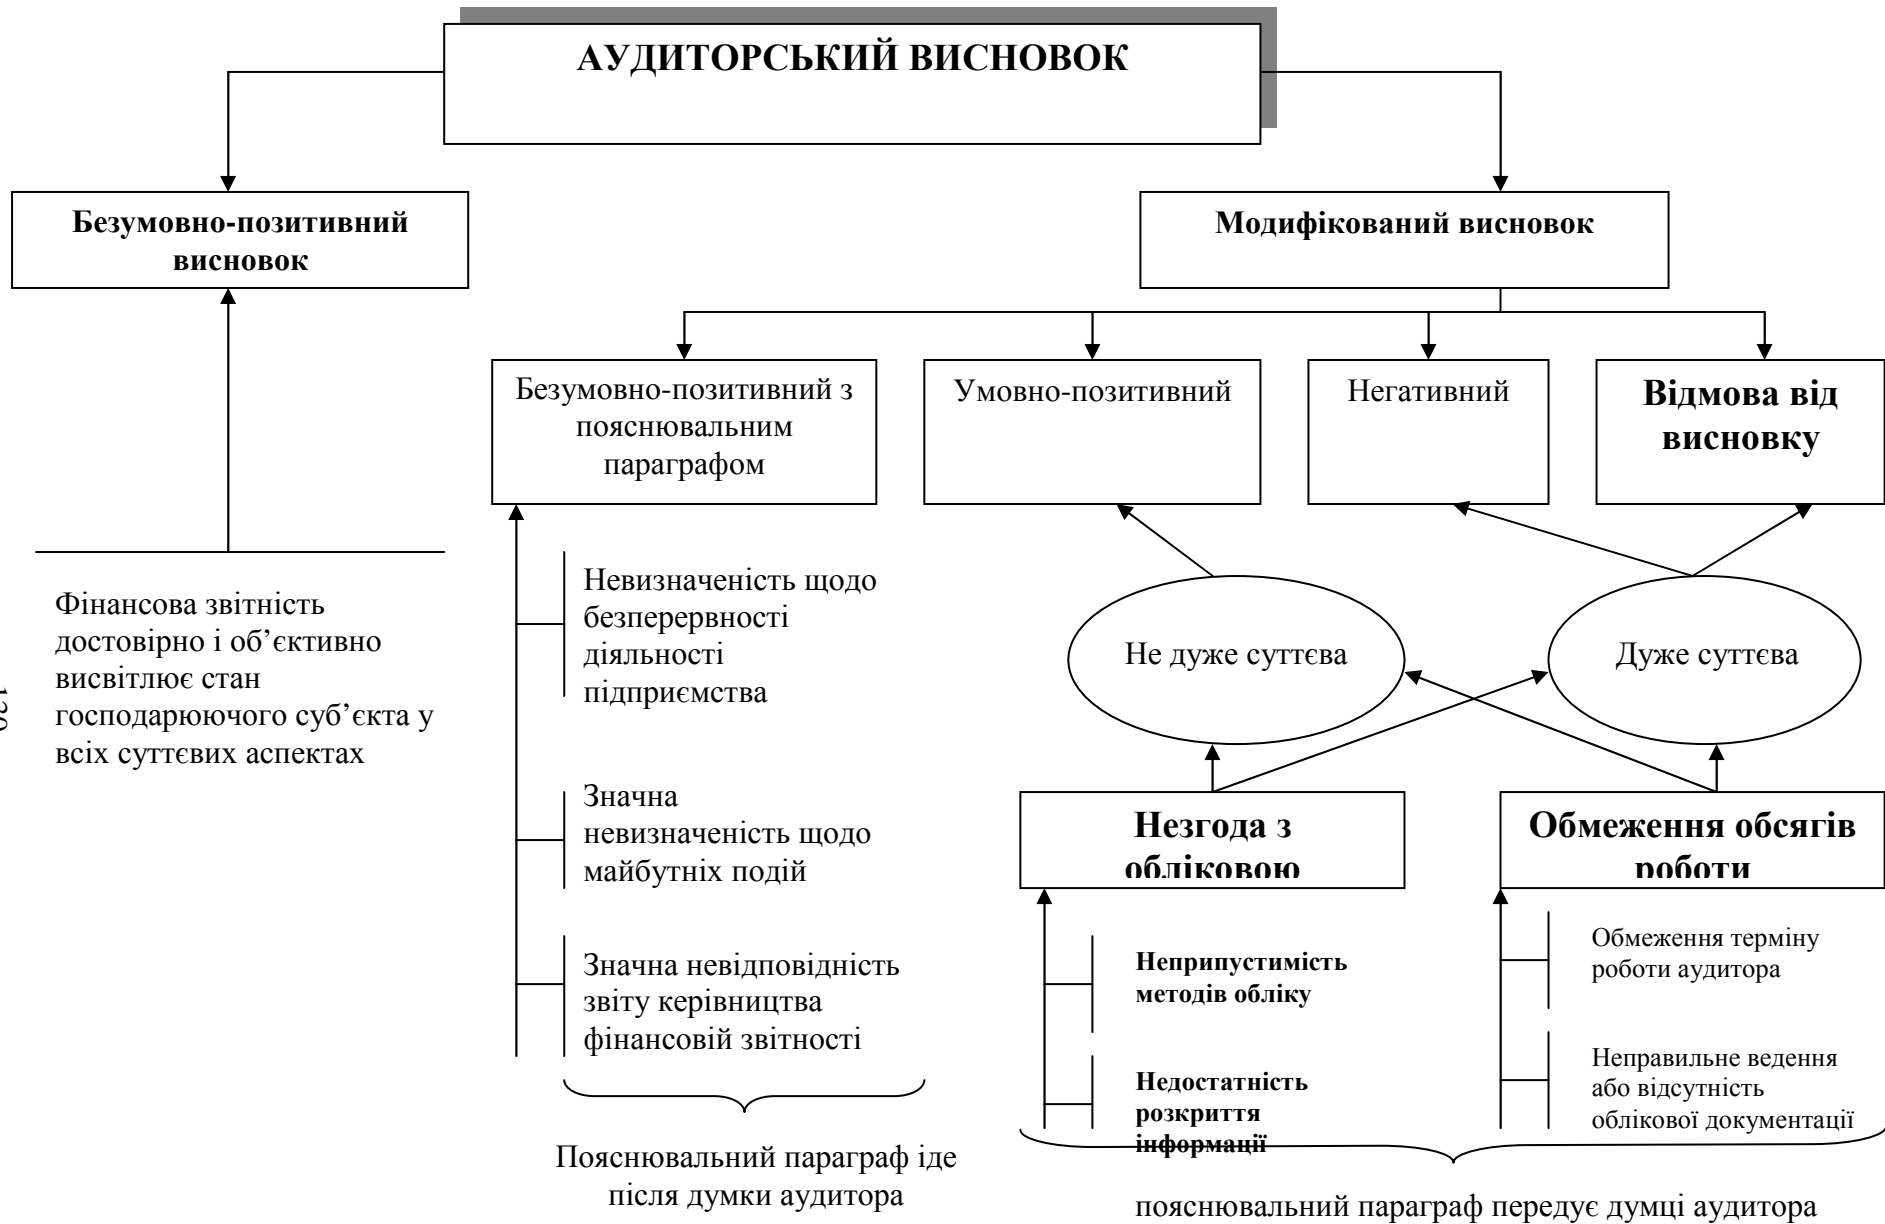 АУДИТОРСЬКИЙ ВИСНОВОК
Безумовно-позитивний
висновок
Модифікований висновок
Безумовно-позитивний з
пояснювальним
параграфом
Умовно-позитивний
Негативний
Відмова від
висновку
Фінансова звітність
достовірно і об’єктивно
висвітлює стан
господарюючого суб’єкта у
всіх суттєвих аспектах
Невизначеність щодо
безперервності
діяльності
підприємства
Значна
невизначеність щодо
майбутніх подій
Значна невідповідність
звіту керівництва
фінансовій звітності
Пояснювальний параграф іде
після думки аудитора
Не дуже суттєва
Дуже суттєва
Незгода з
обліковою
Обмеження обсягів
роботи
Неприпустимість
методів обліку
Недостатність
розкриття
інформації
Обмеження терміну
роботи аудитора
Неправильне ведення
або відсутність
облікової документації
пояснювальний параграф передує думці аудитора